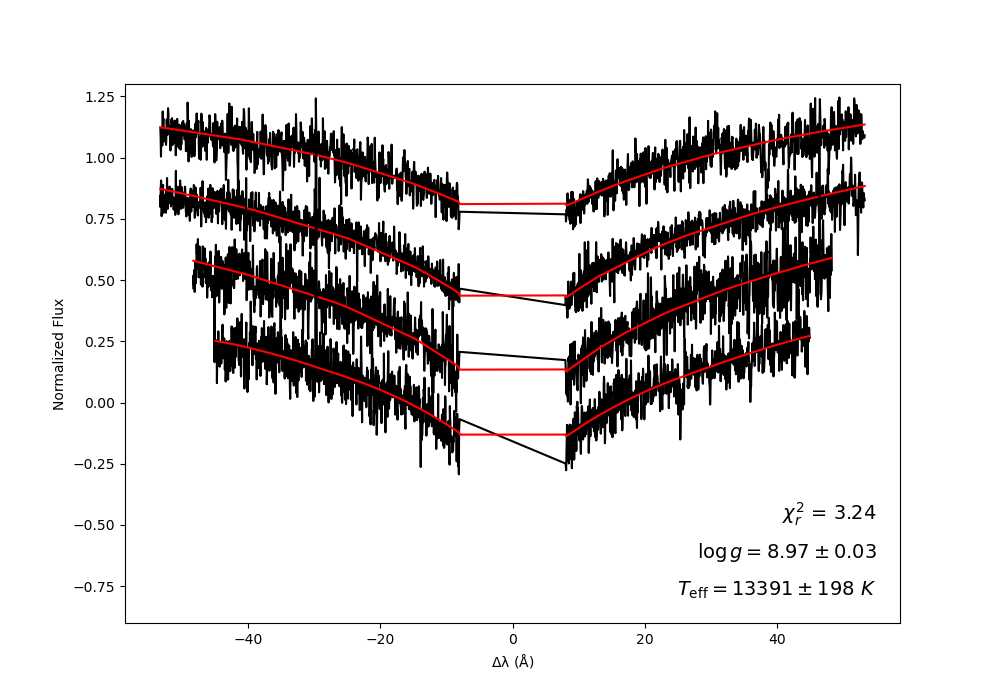 1.25
1.00
0.75
0.50
0.25
0.00
−0.25
−0.50
−0.75
Normalized Flux
−40
−20
0
20
40
Δλ (Å)
χ²ᵣ = 3.24
log g = 8.97 ± 0.03
T_eff = 13391 ± 198 K